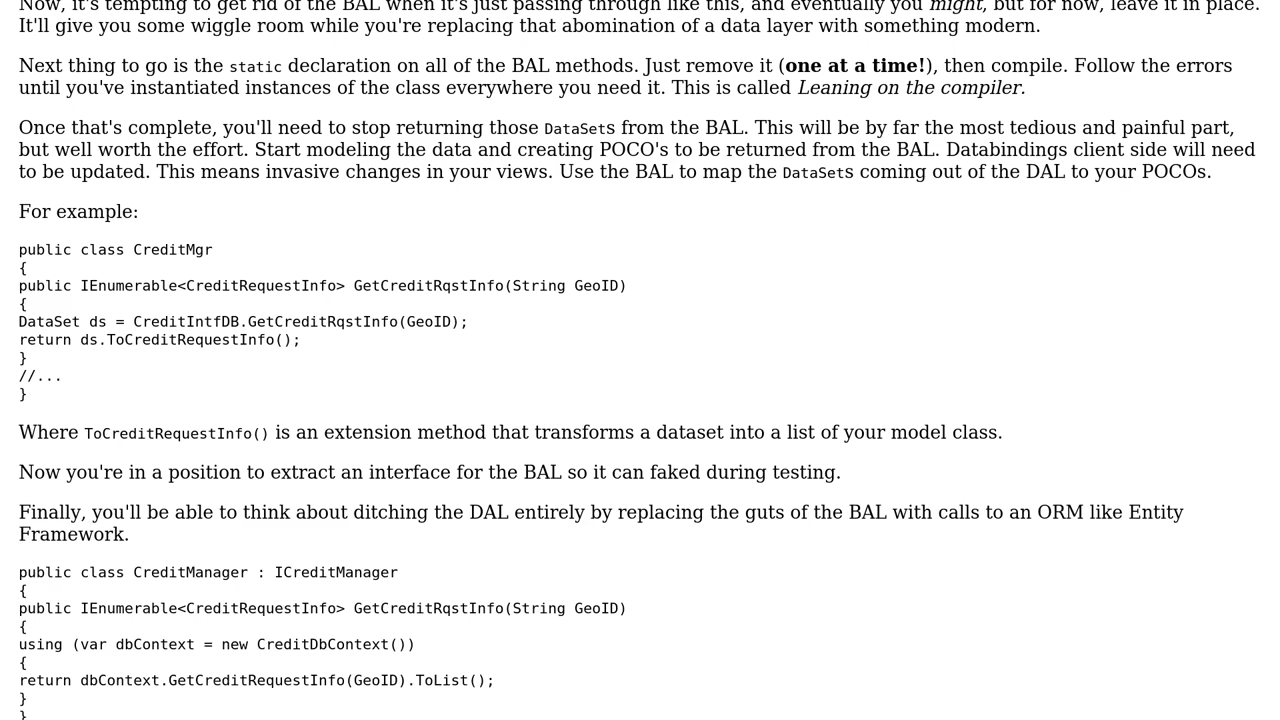 Now, it's tempting to get rid of the BAL when it's just passing through like this, and eventually you might, but for now, leave it in place.
It'll give you some wiggle room while you're replacing that abomination of a data layer with something modern.
Next thing to go is the static declaration on all of the BAL methods. Just remove it (one at a time!), then compile. Follow the errors
until you've instantiated instances of the class everywhere you need it. This is called Leaning on the compiler.
Once that's complete, you'll need to stop returning those DataSets from the BAL. This will be by far the most tedious and painful part,
but well worth the effort. Start modeling the data and creating POCO's to be returned from the BAL. Databindings client side will need
to be updated. This means invasive changes in your views. Use the BAL to map the DataSets coming out of the DAL to your POCOs.
For example:
public class CreditMgr
{
public IEnumerable<CreditRequestInfo> GetCreditRqstInfo(String GeoID)
{
DataSet ds = CreditIntfDB.GetCreditRqstInfo(GeoID);
return ds.ToCreditRequestInfo();
}
//...
}
Where ToCreditRequestInfo() is an extension method that transforms a dataset into a list of your model class.
Now you're in a position to extract an interface for the BAL so it can faked during testing.
Finally, you'll be able to think about ditching the DAL entirely by replacing the guts of the BAL with calls to an ORM like Entity
Framework.
public class CreditManager : ICreditManager
{
public IEnumerable<CreditRequestInfo> GetCreditRqstInfo(String GeoID)
{
using (var dbContext = new CreditDbContext())
{
return dbContext.GetCreditRequestInfo(GeoID).ToList();
}
}